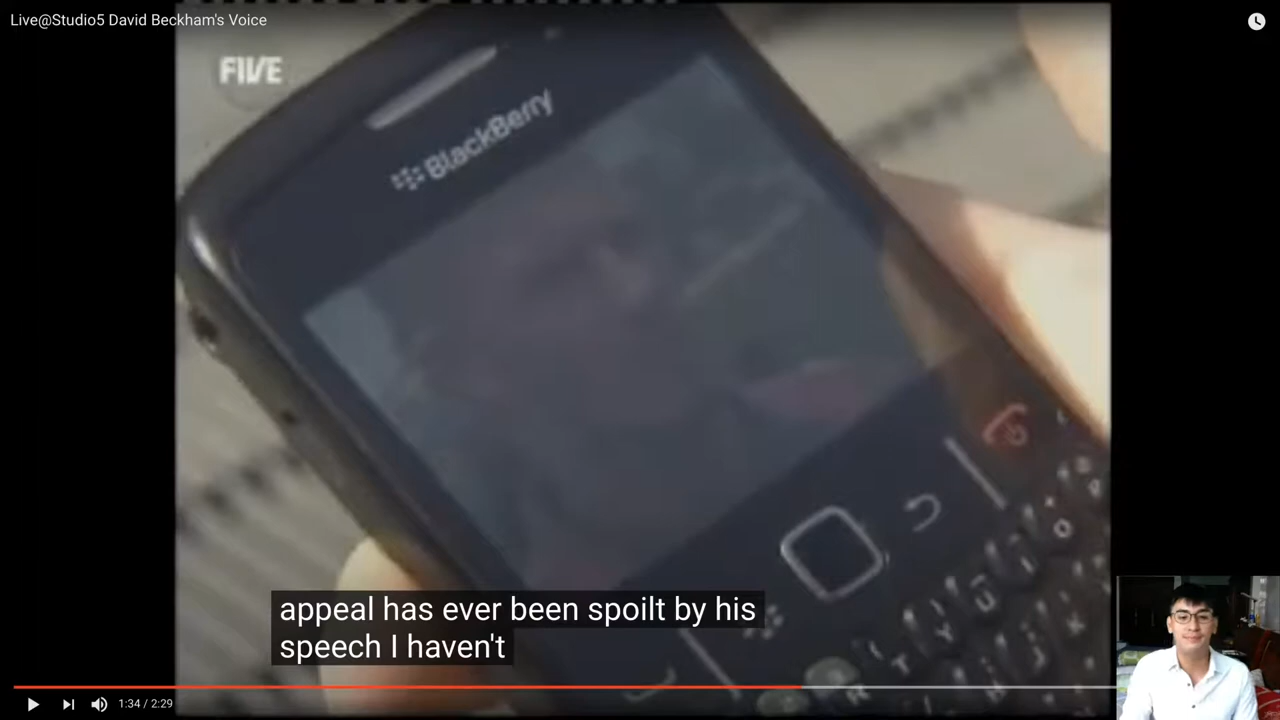 Live@Studio5 David Beckham's Voice
FIVE
BlackBerry
appeal has ever been spoilt by his
speech I haven't
1:34 / 2:29